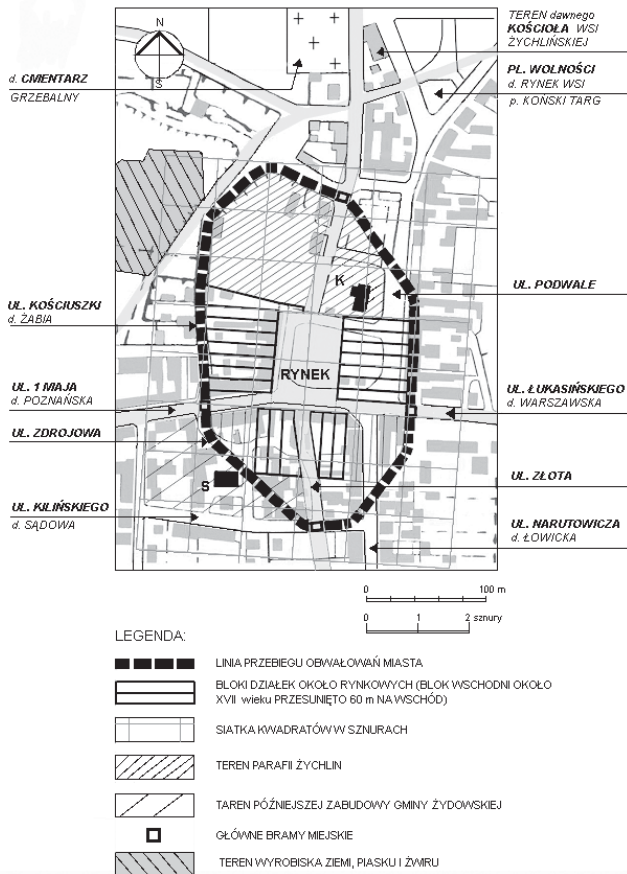 N
S
d. CMENTARZ
GRZEBALNY
TEREN dawnego
KOŚCIOŁA WSI
ŻYCHLIŃSKIEJ
PL. WOLNOŚCI
d. RYNEK WSI
p. KOŃSKI TARG
K
UL. PODWALE
UL. KOŚCIUSZKI
d. ŻABIA
RYNEK
UL. 1 MAJA
d. POZNAŃSKA
UL. ŁUKASIŃSKIEGO
d. WARSZAWSKA
UL. ZDROJOWA
S
UL. ZŁOTA
UL. KILIŃSKIEGO
d. SĄDOWA
UL. NARUTOWICZA
d. ŁOWICKA
0 100 m
0 1 2 sznury
LEGENDA:
LINIA PRZEBIEGU OBWAŁOWAŃ MIASTA
BLOKI DZIAŁEK OKOŁO RYNKOWYCH (BLOK WSCHODNI OKOŁO
XVII wieku PRZESUNIĘTO 60 m NA WSCHÓD)
SIATKA KWADRATÓW W SZNURACH
TEREN PARAFII ŻYCHLIN
TAREN PÓŹNIEJSZEJ ZABUDOWY GMINY ŻYDOWSKIEJ
GŁÓWNE BRAMY MIEJSKIE
TEREN WYROBISKA ZIEMI, PIASKU I ŻWIRU